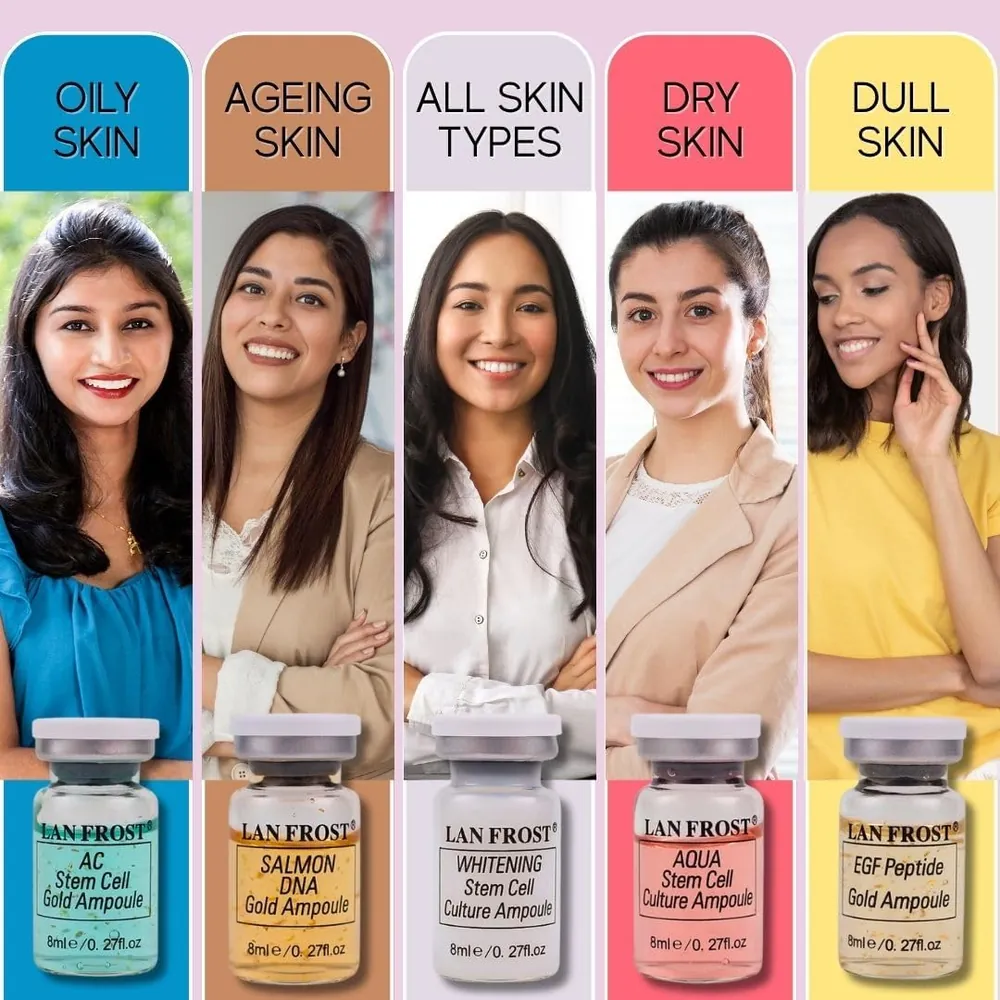 OILY
SKIN
AGEING
SKIN
ALL SKIN
TYPES
DRY
SKIN
DULL
SKIN
LAN FROST®
AC
Stem Cell
Gold Ampoule
8ml e/0. 27fl.oz
LAN FROST®
SALMON
DNA
Gold Ampoule
8ml e/0. 27fl.oz
LAN FROST®
WHITENING
Stem Cell
Culture Ampoule
8ml e/0. 27fl.oz
LAN FROST®
AQUA
Stem Cell
Culture Ampoule
8ml e/0. 27fl.oz
LAN FROST®
EGF Peptide
Gold Ampoule
8ml e/0. 27fl.oz